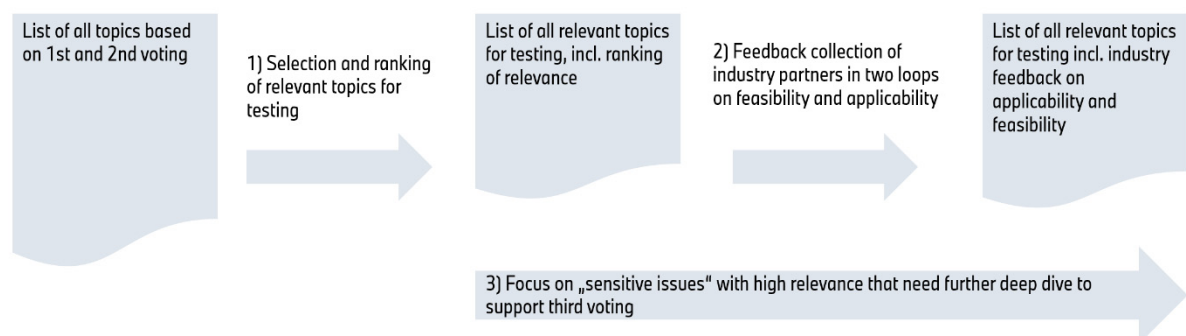 List of all topics based
on 1st and 2nd voting
1) Selection and ranking
of relevant topics for
testing
List of all relevant topics
for testing, incl. ranking
of relevance
2) Feedback collection of
industry partners in two loops
on feasibility and applicability
List of all relevant topics
for testing incl. industry
feedback on
applicability and
feasibility
3) Focus on „sensitive issues“ with high relevance that need further deep dive to
support third voting